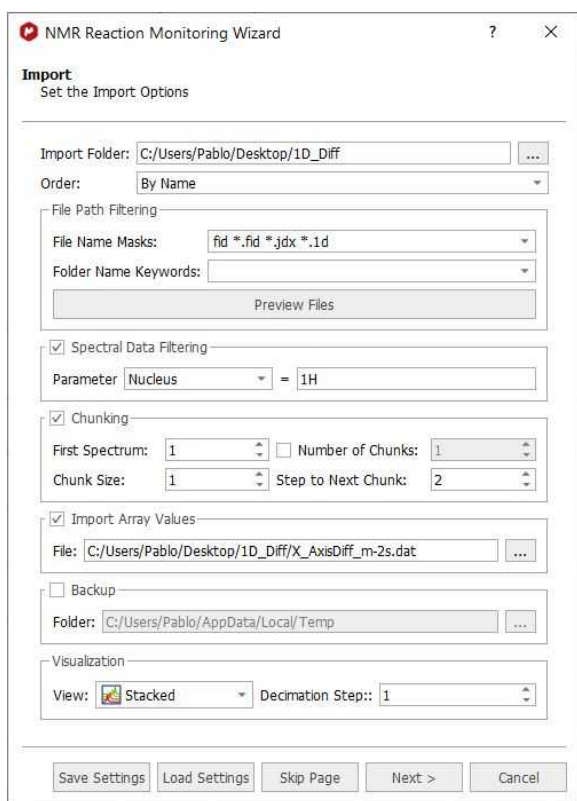 NMR Reaction Monitoring Wizard ?
Import
Set the Import Options
Import Folder: C:/Users/Pablo/Desktop/1D_Diff ...
Order: By Name
File Path Filtering
File Name Masks: fid *.fid *.jdx *.1d
Folder Name Keywords:
Preview Files
Spectral Data Filtering
Parameter Nucleus = 1H
Chunking
First Spectrum: 1 Number of Chunks: 1
Chunk Size: 1 Step to Next Chunk: 2
Import Array Values
File: C:/Users/Pablo/Desktop/1D_Diff/X_AxisDiff_m-2s.dat ...
Backup
Folder: C:/Users/Pablo/AppData/Local/Temp ...
Visualization
View: Stacked Decimation Step:: 1
Save Settings Load Settings Skip Page Next > Cancel